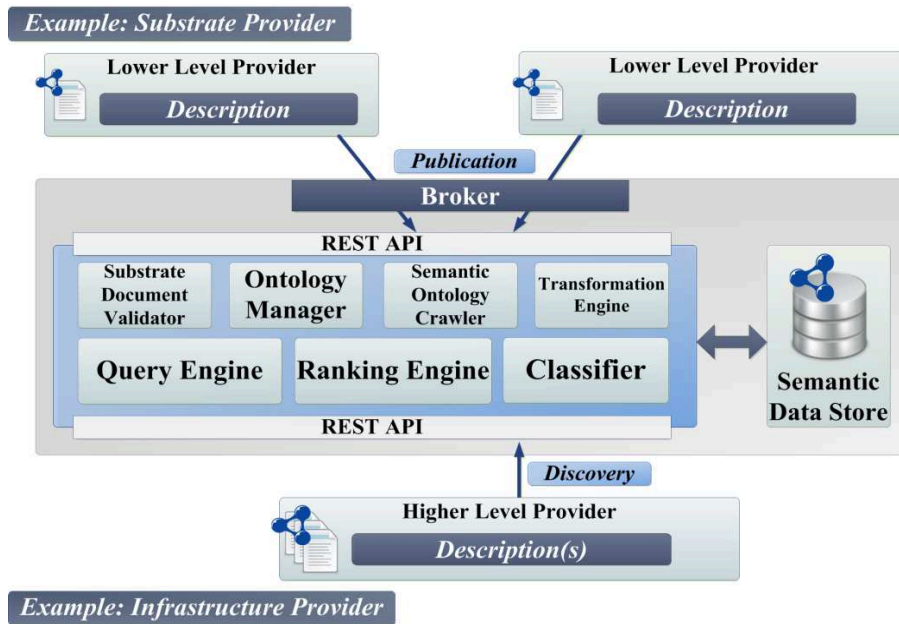 Example: Substrate Provider
Lower Level Provider
Description
Lower Level Provider
Description
Publication
Broker
REST API
Substrate
Document
Validator
Ontology
Manager
Semantic
Ontology
Crawler
Transformation
Engine
Query Engine
Ranking Engine
Classifier
Semantic
Data Store
REST API
Discovery
Higher Level Provider
Description(s)
Example: Infrastructure Provider